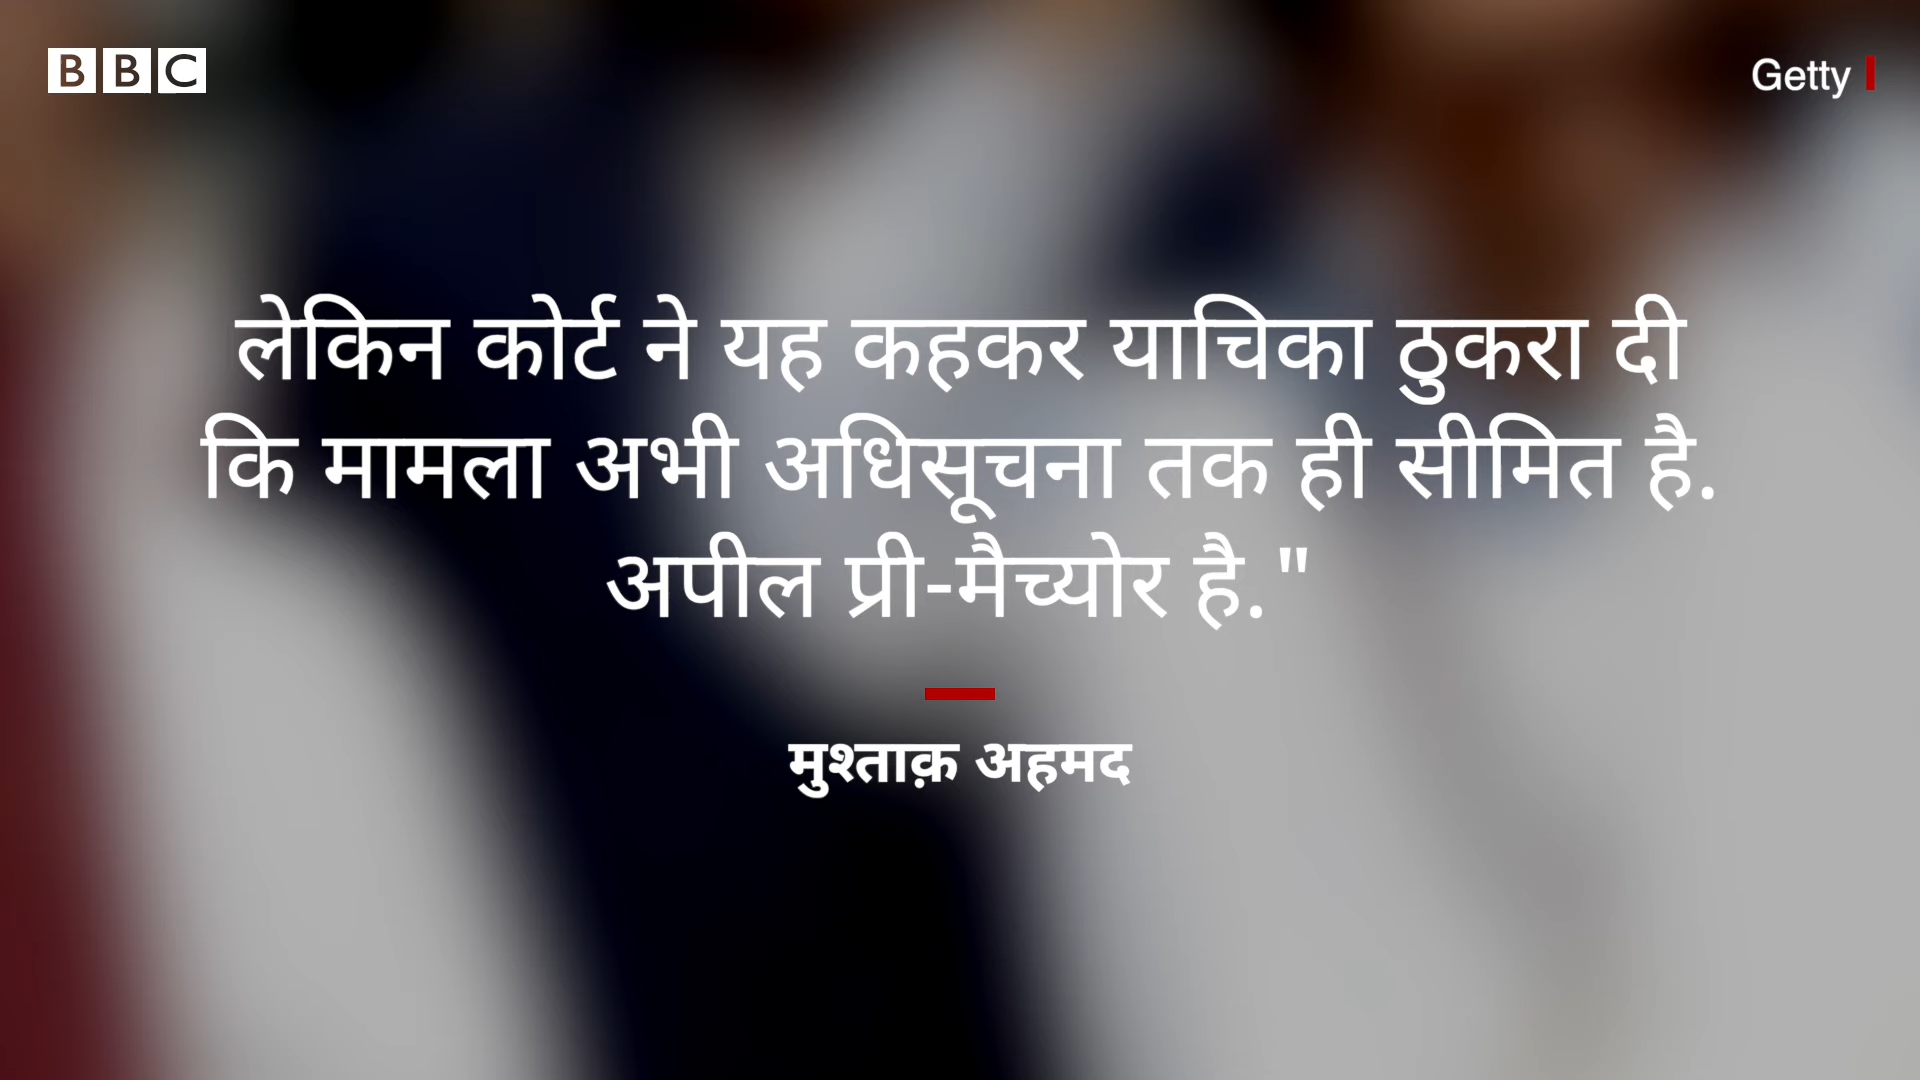 BBC
Getty
लेकिन कोर्ट ने यह कहकर याचिका ठुकरा दी
कि मामला अभी अधिसूचना तक ही सीमित है.
अपील प्री-मैच्योर है."
मुश्ताक़ अहमद